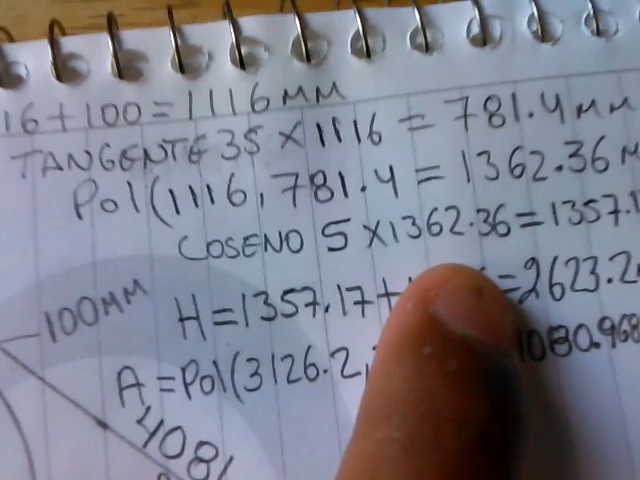 16+100=1116MM
TANGENTE 35 × 1116 = 781.4MM
Pol(1116,781.4 = 1362.36 M
COSENO 5 ×1362.36=1357.1
100MM
H=1357.17+ =2623.2
A=Pol(3126.2, 1080.968
4081